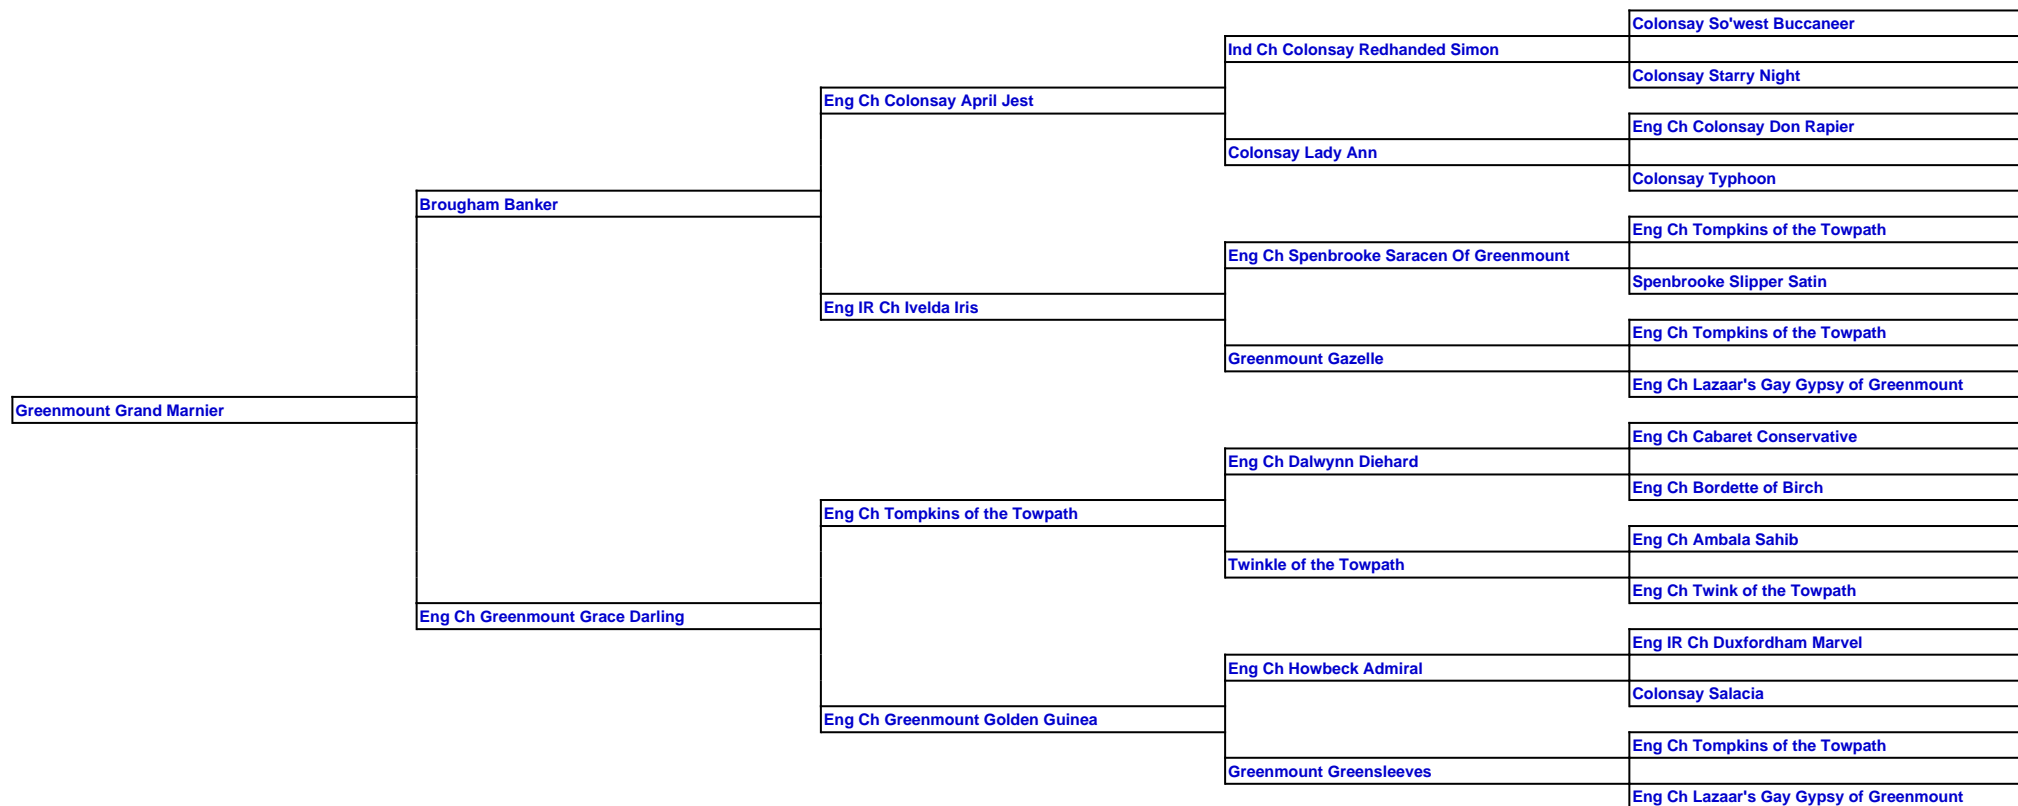 Colonsay So'west Buccaneer
Ind Ch Colonsay Redhanded Simon
Colonsay Starry Night
Eng Ch Colonsay April Jest
Eng Ch Colonsay Don Rapier
Colonsay Lady Ann
Colonsay Typhoon
Brougham Banker
Eng Ch Tompkins of the Towpath
Eng Ch Spenbrooke Saracen Of Greenmount
Spenbrooke Slipper Satin
Eng IR Ch Ivelda Iris
Eng Ch Tompkins of the Towpath
Greenmount Gazelle
Eng Ch Lazaar's Gay Gypsy of Greenmount
Greenmount Grand Marnier
Eng Ch Cabaret Conservative
Eng Ch Dalwynn Diehard
Eng Ch Bordette of Birch
Eng Ch Tompkins of the Towpath
Eng Ch Ambala Sahib
Twinkle of the Towpath
Eng Ch Twink of the Towpath
Eng Ch Greenmount Grace Darling
Eng IR Ch Duxfordham Marvel
Eng Ch Howbeck Admiral
Colonsay Salacia
Eng Ch Greenmount Golden Guinea
Eng Ch Tompkins of the Towpath
Greenmount Greensleeves
Eng Ch Lazaar's Gay Gypsy of Greenmount